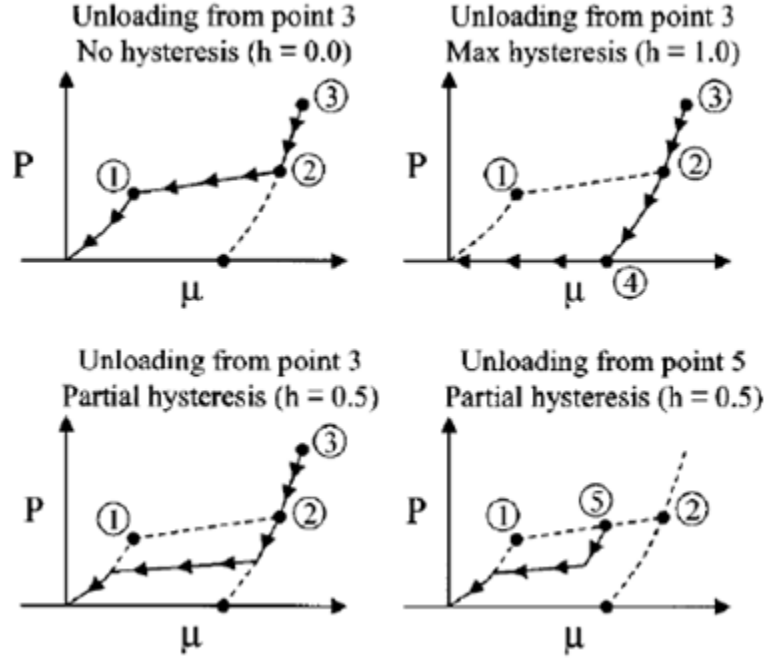 Unloading from point 3
No hysteresis (h = 0.0)
③
P
①
②
μ
Unloading from point 3
Max hysteresis (h = 1.0)
③
P
①
②
μ
④
Unloading from point 3
Partial hysteresis (h = 0.5)
③
P
①
②
μ
Unloading from point 5
Partial hysteresis (h = 0.5)
P
①
⑤
②
μ